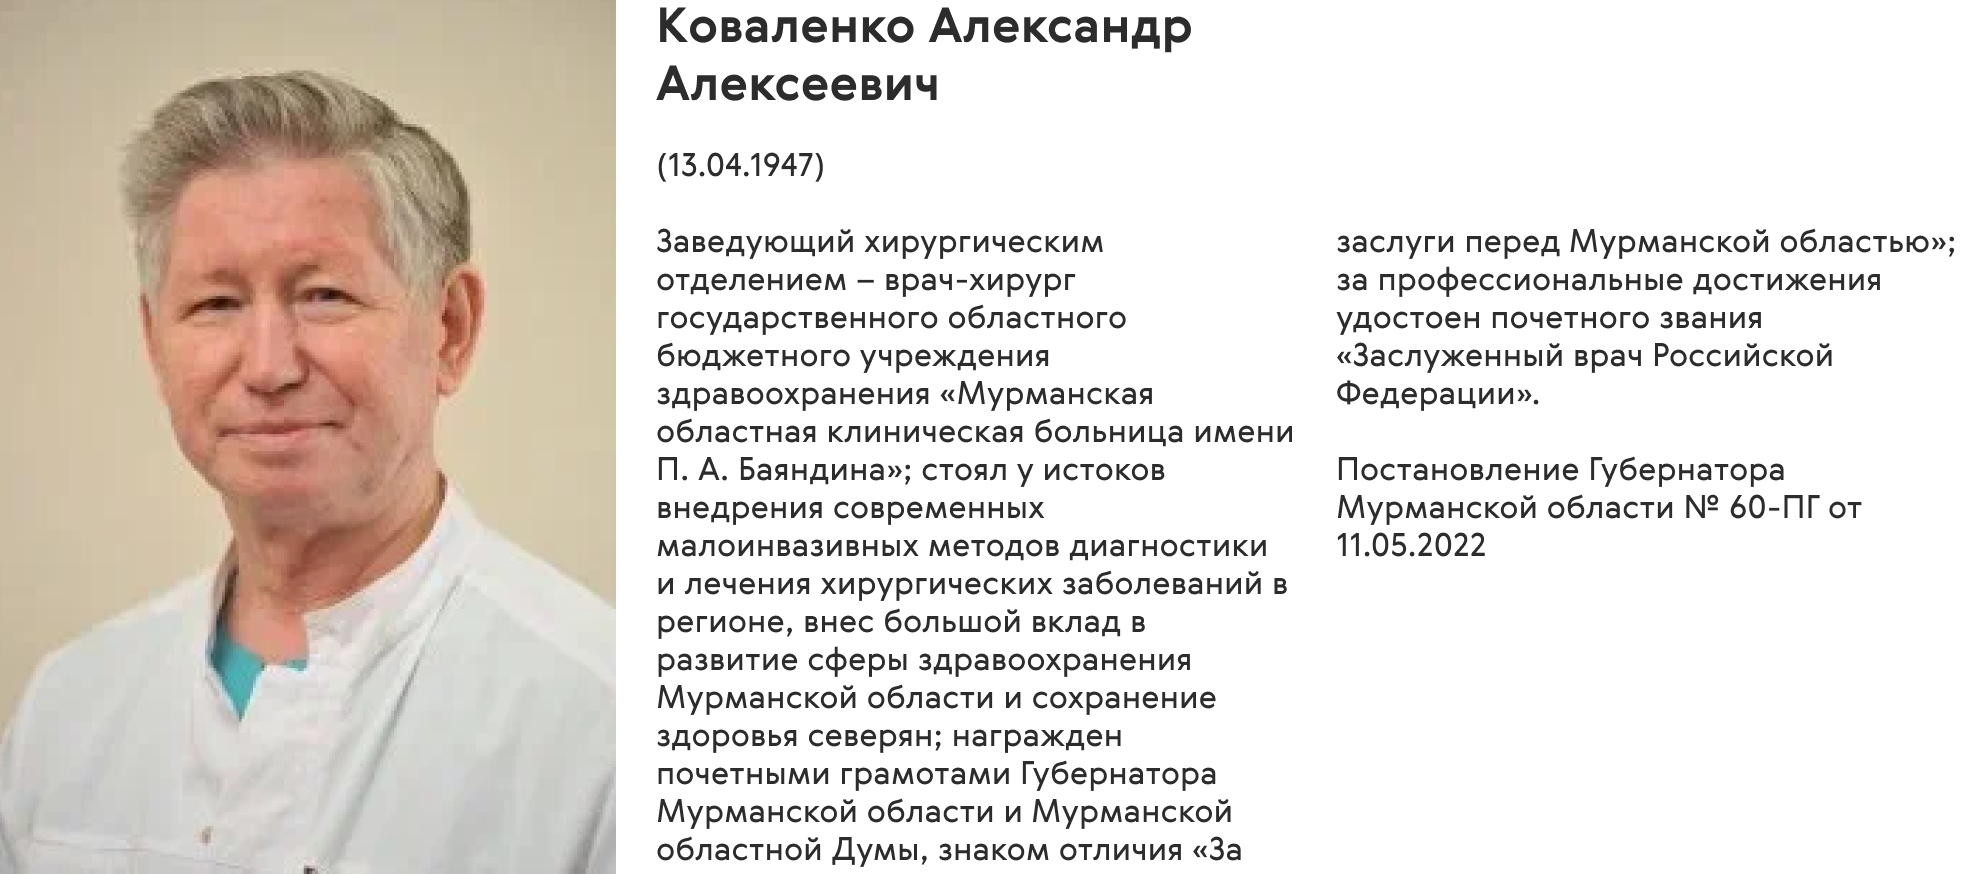 Коваленко Александр
Алексеевич
(13.04.1947)
Заведующий хирургическим
отделением – врач-хирург
государственного областного
бюджетного учреждения
здравоохранения «Мурманская
областная клиническая больница имени
П. А. Баяндина»; стоял у истоков
внедрения современных
малоинвазивных методов диагностики
и лечения хирургических заболеваний в
регионе, внес большой вклад в
развитие сферы здравоохранения
Мурманской области и сохранение
здоровья северян; награжден
почетными грамотами Губернатора
Мурманской области и Мурманской
областной Думы, знаком отличия «За
заслуги перед Мурманской областью»;
за профессиональные достижения
удостоен почетного звания
«Заслуженный врач Российской
Федерации».
Постановление Губернатора
Мурманской области № 60-ПГ от
11.05.2022